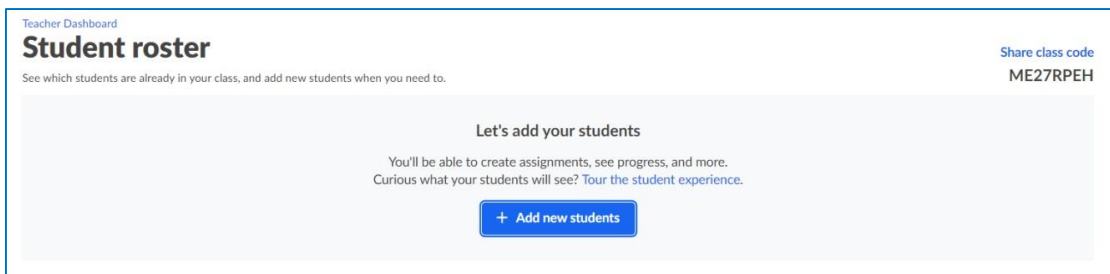 Teacher Dashboard
Student roster
See which students are already in your class, and add new students when you need to.
Share class code
ME27RPEH
Let's add your students
You'll be able to create assignments, see progress, and more.
Curious what your students will see? Tour the student experience.
+ Add new students